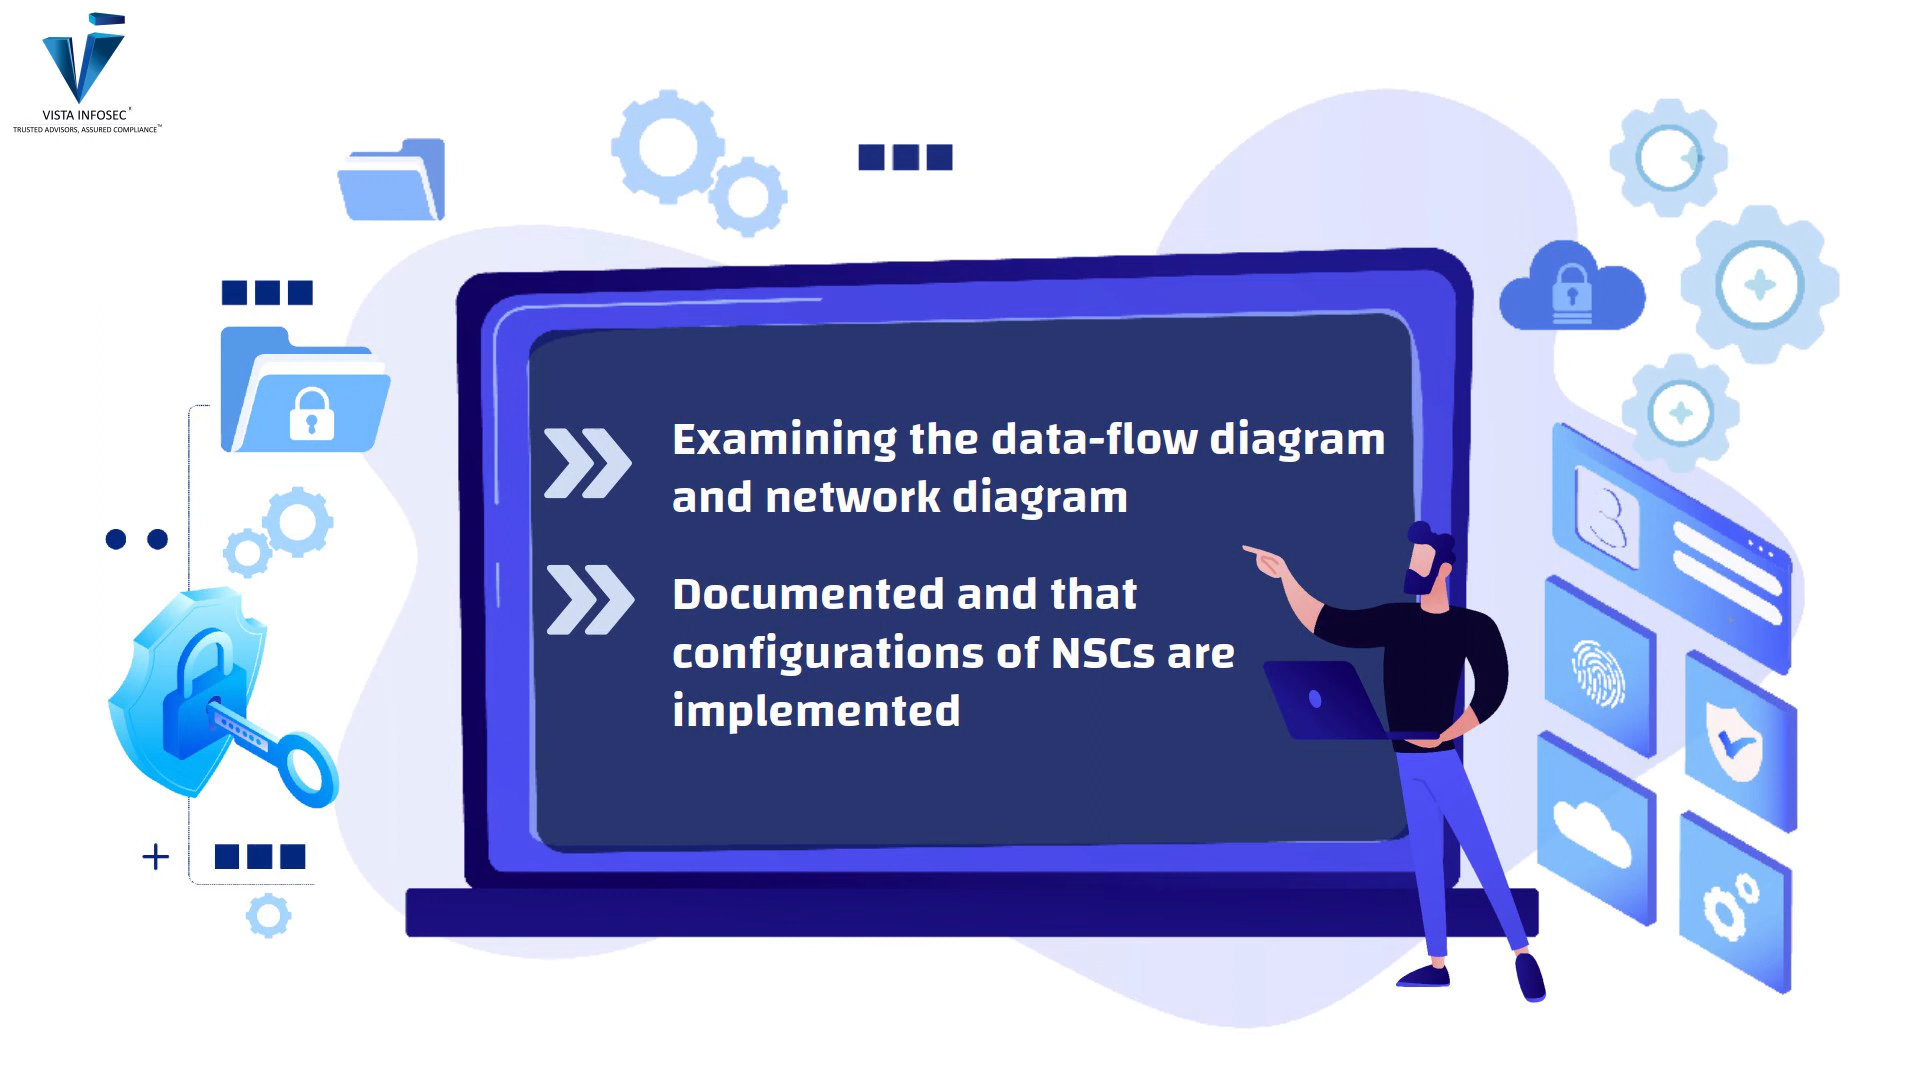 VISTA INFOSEC®
TRUSTED ADVISORS, ASSURED COMPLIANCE™
Examining the data-flow diagram
and network diagram
Documented and that
configurations of NSCs are
implemented
3